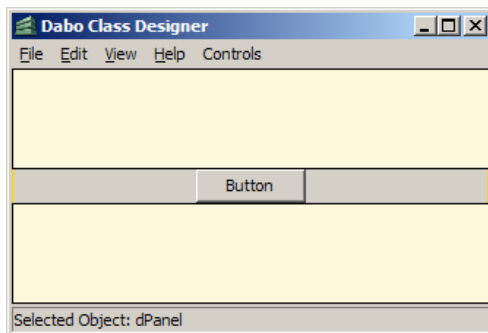 Dabo Class Designer
File Edit View Help Controls
Button
Selected Object: dPanel